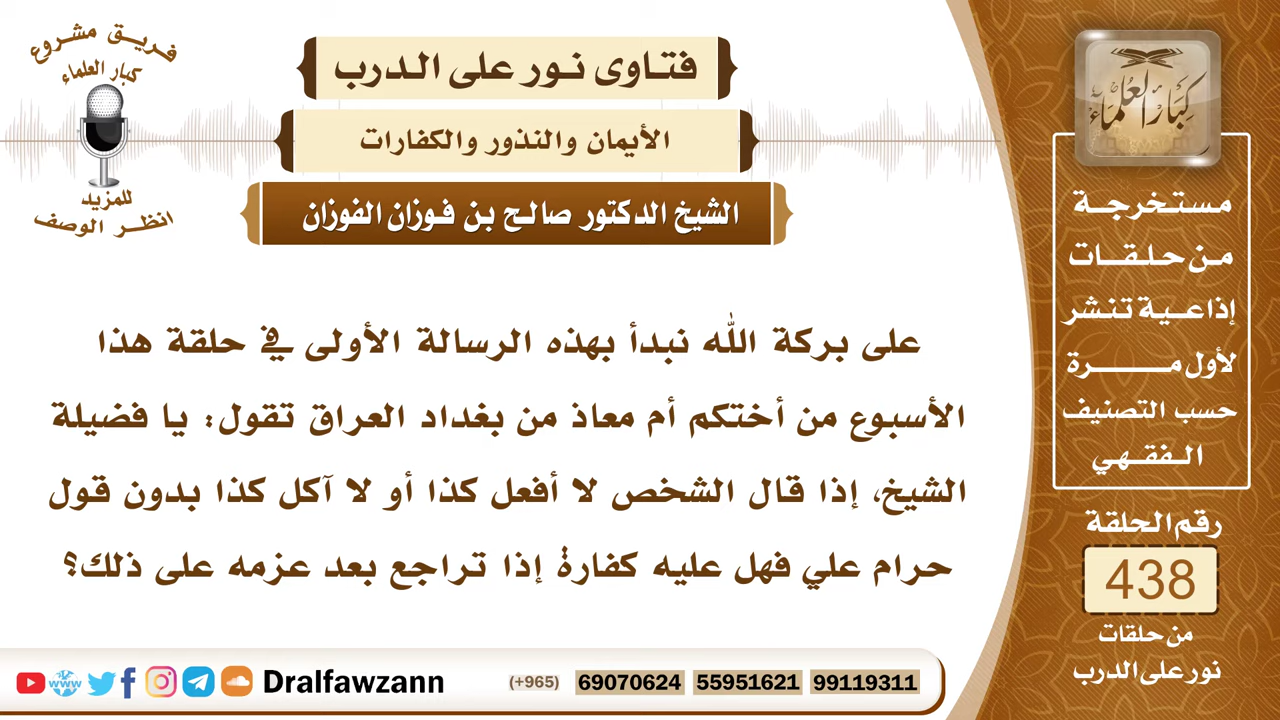 فريق مشروع
كبار العلماء
للمزيد
انظر الوصف
فتاوى نور على الدرب
الأيمان والنذور والكفارات
الشيخ الدكتور صالح بن فوزان الفوزان
على بركة الله نبدأ بهذه الرسالة الأولى في حلقة هذا
الأسبوع من أختكم أم معاذ من بغداد العراق تقول: يا فضيلة
الشيخ، إذا قال الشخص لا أفعل كذا أو لا آكل كذا بدون قول
حرام علي فهل عليه كفارةٌ إذا تراجع بعد عزمه على ذلك؟
كبار العلماء
مستخرجة
من حلقات
إذاعية تنشر
لأول مرة
حسب التصنيف
الفقهي
رقم الحلقة
438
من حلقات
نور على الدرب
www Dralfawzann (+965) 69070624 55951621 99119311